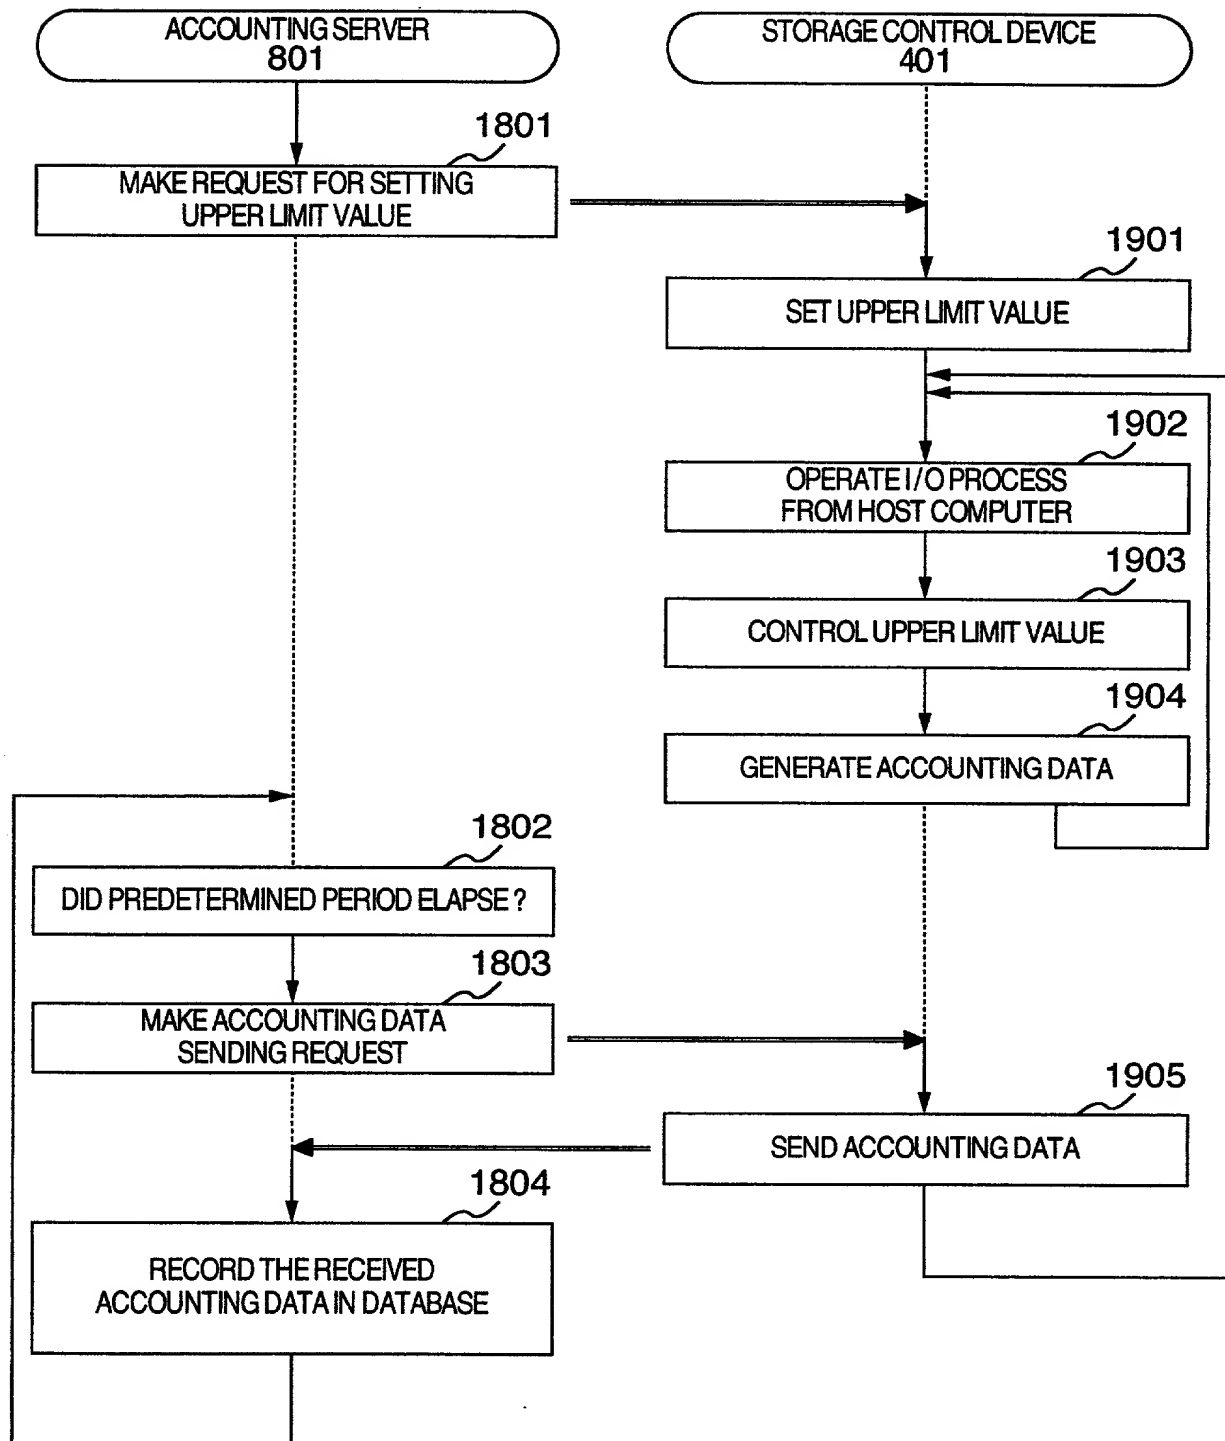 ACCOUNTING SERVER
801
STORAGE CONTROL DEVICE
401
1801
MAKE REQUEST FOR SETTING
UPPER LIMIT VALUE
1901
SET UPPER LIMIT VALUE
1902
OPERATE I/O PROCESS
FROM HOST COMPUTER
1903
CONTROL UPPER LIMIT VALUE
1904
GENERATE ACCOUNTING DATA
1802
DID PREDETERMINED PERIOD ELAPSE?
1803
MAKE ACCOUNTING DATA
SENDING REQUEST
1905
SEND ACCOUNTING DATA
1804
RECORD THE RECEIVED
ACCOUNTING DATA IN DATABASE